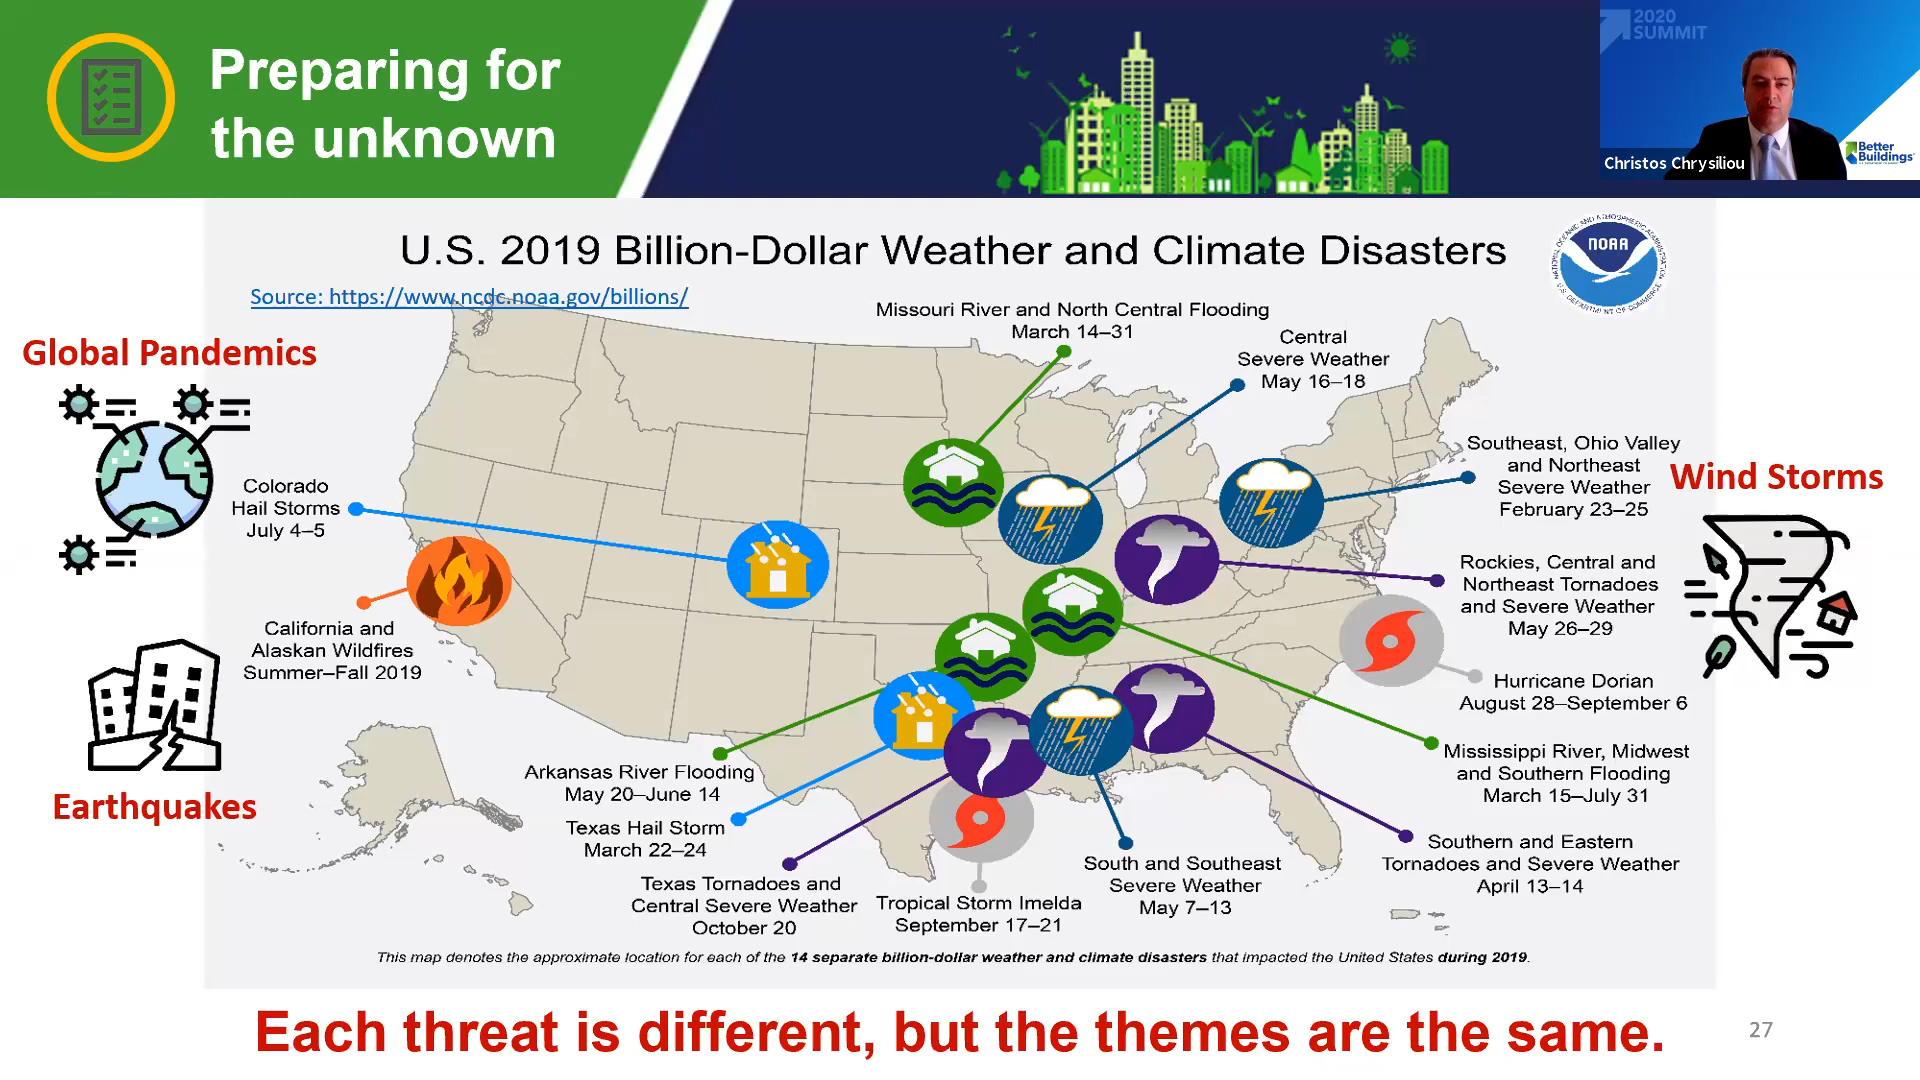 Preparing for
the unknown
2020
SUMMIT
Christos Chrysiliou
Better
Buildings
U.S. 2019 Billion-Dollar Weather and Climate Disasters
NATIONAL OCEANIC AND ATMOSPHERIC ADMINISTRATION
NOAA
U.S. DEPARTMENT OF COMMERCE
Source: https://www.ncdc.noaa.gov/billions/
Missouri River and North Central Flooding
March 14–31
Central
Severe Weather
May 16–18
Global Pandemics
Southeast, Ohio Valley
and Northeast
Severe Weather
February 23–25
Wind Storms
Colorado
Hail Storms
July 4–5
Rockies, Central and
Northeast Tornadoes
and Severe Weather
May 26–29
California and
Alaskan Wildfires
Summer–Fall 2019
Hurricane Dorian
August 28–September 6
Earthquakes
Mississippi River, Midwest
and Southern Flooding
March 15–July 31
Arkansas River Flooding
May 20–June 14
Texas Hail Storm
March 22–24
Texas Tornadoes and
Central Severe Weather
October 20
Tropical Storm Imelda
September 17–21
South and Southeast
Severe Weather
May 7–13
Southern and Eastern
Tornadoes and Severe Weather
April 13–14
This map denotes the approximate location for each of the 14 separate billion-dollar weather and climate disasters that impacted the United States during 2019.
Each threat is different, but the themes are the same.
27